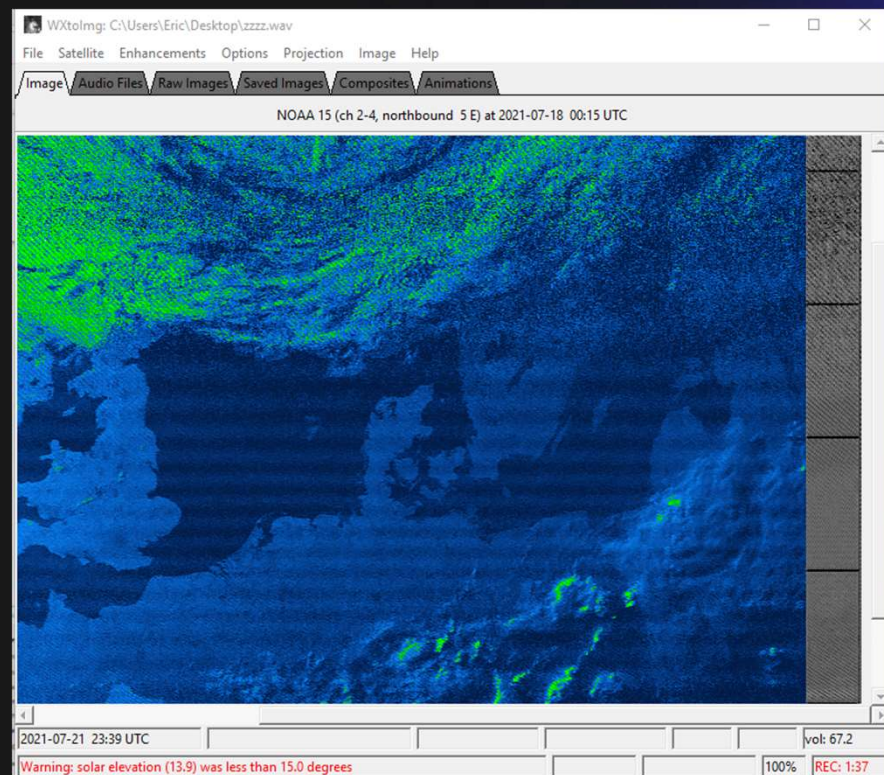 WXtoImg: C:\Users\Eric\Desktop\zzzz.wav
File Satellite Enhancements Options Projection Image Help
Image Audio Files Raw Images Saved Images Composites Animations
NOAA 15 (ch 2-4, northbound 5 E) at 2021-07-18 00:15 UTC
2021-07-21 23:39 UTC vol: 67.2
Warning: solar elevation (13.9) was less than 15.0 degrees 100% REC: 1:37